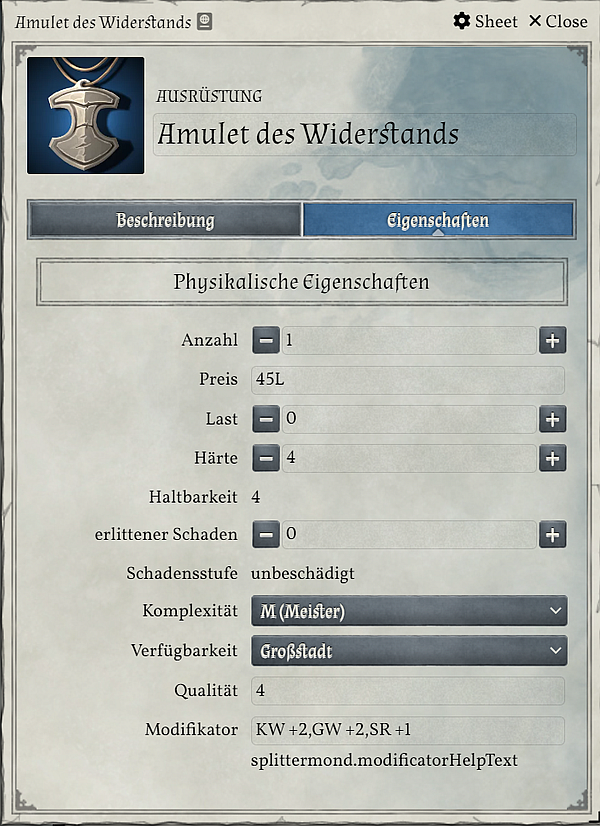 Amulet des Widerstands
Sheet
Close
AUSRÜSTUNG
Amulet des Widerstands
Beschreibung
Eigenschaften
Physikalische Eigenschaften
Anzahl 1
Preis 45L
Last 0
Härte 4
Haltbarkeit 4
erlittener Schaden 0
Schadensstufe unbeschädigt
Komplexität M (Meister)
Verfügbarkeit Großstadt
Qualität 4
Modifikator KW +2,GW +2,SR +1
splittermond.modificatorHelpText